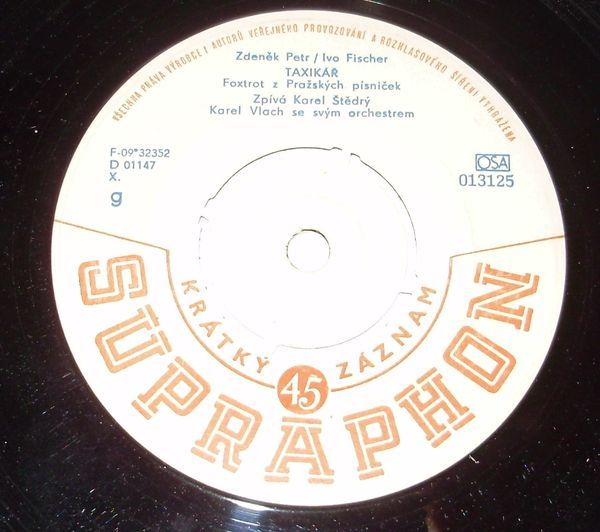 VŠECHNA PRÁVA VÝROBCE I AUTORŮ VEŘEJNÉHO PROVOZOVÁNÍ A ROZHLASOVÉHO ŠÍŘENÍ VYHRAŽENA
Zdeněk Petr / Ivo Fischer
TAXIKÁŘ
Foxtrot z Pražských písniček
Zpívá Karel Štědrý
Karel Vlach se svým orchestrem
F-09*32352
D 01147
X.
g
OSA
013125
KRÁTKÝ 45 ZÁZNAM
SUPRAPHON